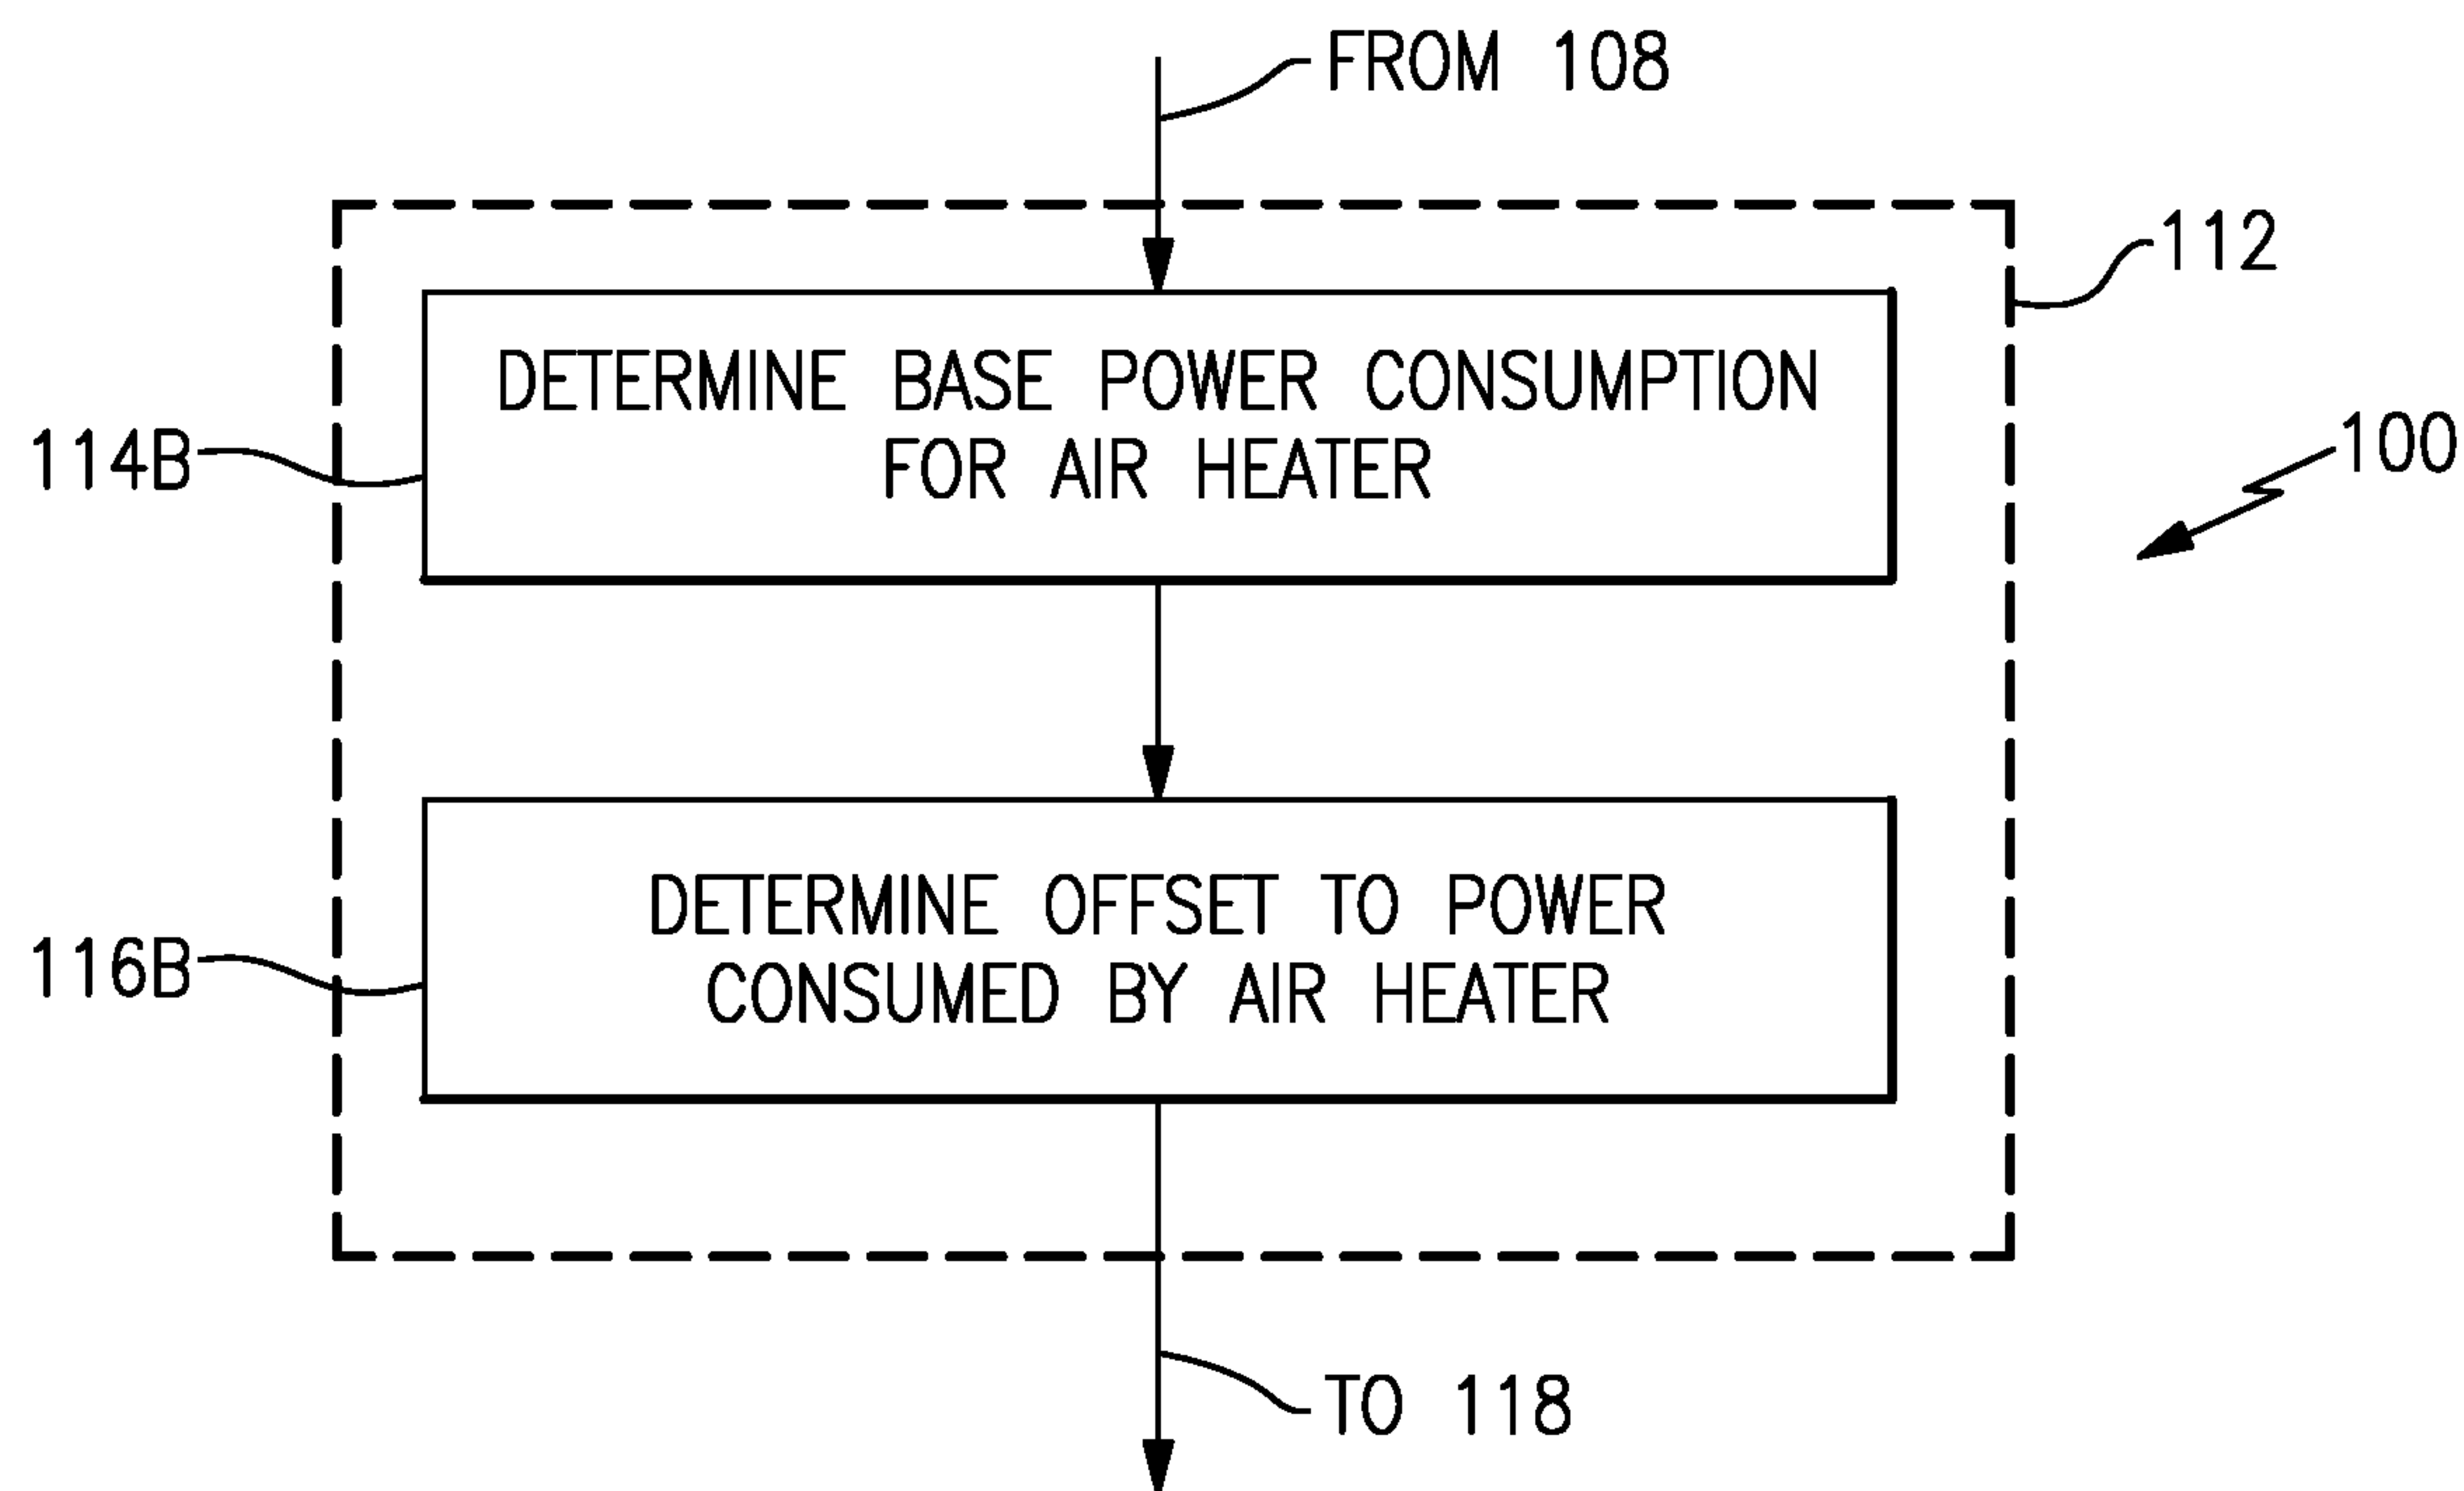 FROM 108
112
DETERMINE BASE POWER CONSUMPTION
FOR AIR HEATER
114B
100
DETERMINE OFFSET TO POWER
CONSUMED BY AIR HEATER
116B
TO 118